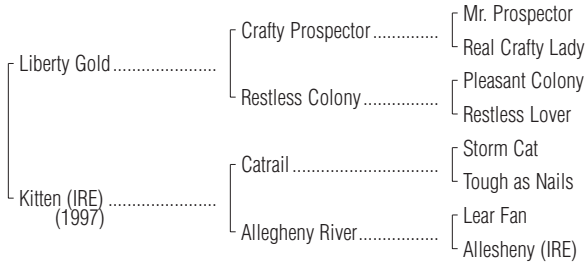 Mr. Prospector
Crafty Prospector
Real Crafty Lady
Liberty Gold
Pleasant Colony
Restless Colony
Restless Lover
Storm Cat
Catrail
Tough as Nails
Kitten (IRE)
(1997)
Lear Fan
Allegheny River
Allesheny (IRE)